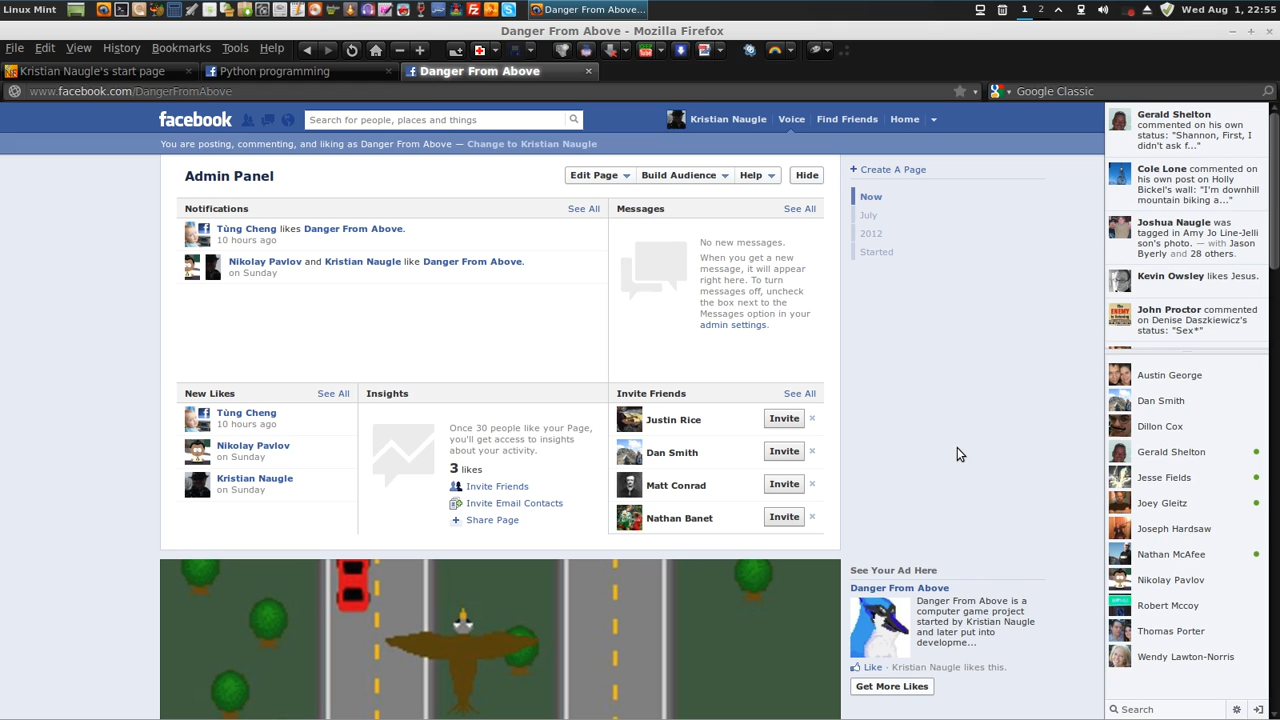 Linux Mint
Danger From Above...
1 2
Wed Aug 1, 22:55
Danger From Above - Mozilla Firefox
File Edit View History Bookmarks Tools Help
Kristian Naugle's start page
Python programming
Danger From Above
www.facebook.com/DangerFromAbove
Google Classic
facebook
Search for people, places and things
Kristian Naugle Voice Find Friends Home
You are posting, commenting, and liking as Danger From Above — Change to Kristian Naugle
Admin Panel
Edit Page Build Audience Help Hide
Notifications See All
Tùng Cheng likes Danger From Above.
10 hours ago
Nikolay Pavlov and Kristian Naugle like Danger From Above.
on Sunday
Messages See All
No new messages.
When you get a new
message, it will appear
right here. To turn
messages off, uncheck
the box next to the
Messages option in your
admin settings.
New Likes See All
Tùng Cheng
10 hours ago
Nikolay Pavlov
on Sunday
Kristian Naugle
on Sunday
Insights
Once 30 people like your Page,
you'll get access to insights
about your activity.
3 likes
Invite Friends
Invite Email Contacts
Share Page
Invite Friends See All
Justin Rice Invite
Dan Smith Invite
Matt Conrad Invite
Nathan Banet Invite
+ Create A Page
Now
July
2012
Started
See Your Ad Here
Danger From Above
Danger From Above is a
computer game project
started by Kristian Naugle
and later put into
developme...
Like · Kristian Naugle likes this.
Get More Likes
Gerald Shelton
commented on his own
status: "Shannon, First, I
didn't ask f..."
Cole Lone commented on
his own post on Holly
Bickel's wall: "I'm downhill
mountain biking a..."
Joshua Naugle was
tagged in Amy Jo Line-Jelli
son's photo. — with Jason
Byerly and 28 others.
Kevin Owsley likes Jesus.
John Proctor commented
on Denise Daszkiewicz's
status: "Sex*"
Austin George
Dan Smith
Dillon Cox
Gerald Shelton
Jesse Fields
Joey Gleitz
Joseph Hardsaw
Nathan McAfee
Nikolay Pavlov
Robert Mccoy
Thomas Porter
Wendy Lawton-Norris
Search